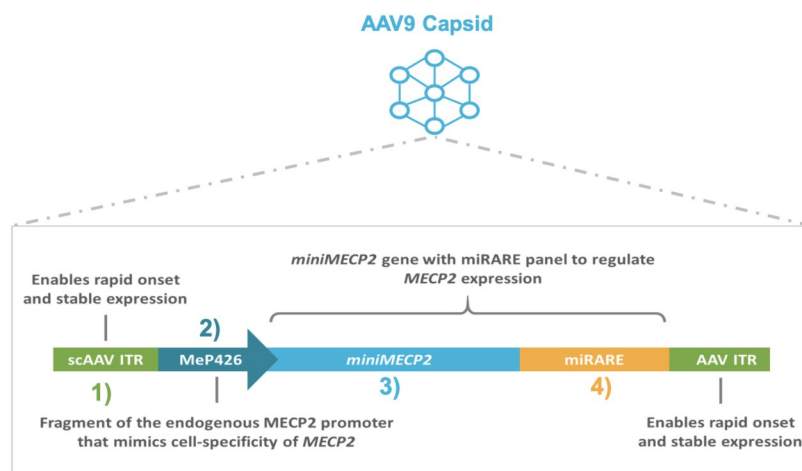 AAV9 Capsid
miniMECP2 gene with miRARE panel to regulate
MECP2 expression
Enables rapid onset
and stable expression
2)
scAAV ITR
MeP426
miniMECP2
miRARE
AAV ITR
1)
3)
4)
Fragment of the endogenous MECP2 promoter
that mimics cell-specificity of MECP2
Enables rapid onset
and stable expression